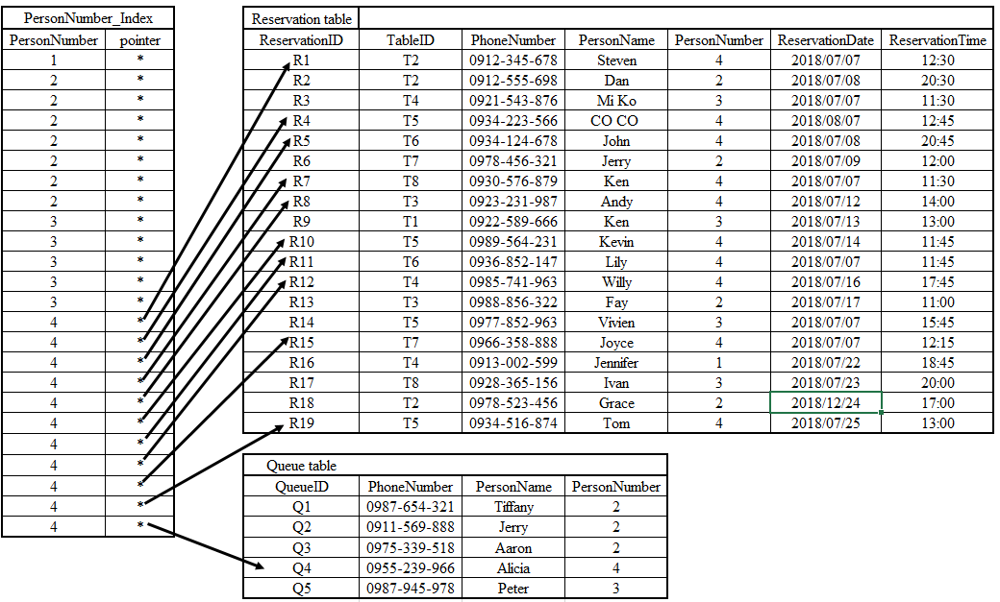 PersonNumber_Index
PersonNumber pointer
1 *
2 *
2 *
2 *
2 *
2 *
2 *
2 *
3 *
3 *
3 *
3 *
3 *
4 *
4 *
4 *
4 *
4 *
4 *
4 *
4 *
4 *
4 *
4 *
Reservation table
ReservationID TableID PhoneNumber PersonName PersonNumber ReservationDate ReservationTime
R1 T2 0912-345-678 Steven 4 2018/07/07 12:30
R2 T2 0912-555-698 Dan 2 2018/07/08 20:30
R3 T4 0921-543-876 Mi Ko 3 2018/07/07 11:30
R4 T5 0934-223-566 CO CO 4 2018/08/07 12:45
R5 T6 0934-124-678 John 4 2018/07/08 20:45
R6 T7 0978-456-321 Jerry 2 2018/07/09 12:00
R7 T8 0930-576-879 Ken 4 2018/07/07 11:30
R8 T3 0923-231-987 Andy 4 2018/07/12 14:00
R9 T1 0922-589-666 Ken 3 2018/07/13 13:00
R10 T5 0989-564-231 Kevin 4 2018/07/14 11:45
R11 T6 0936-852-147 Lily 4 2018/07/07 11:45
R12 T4 0985-741-963 Willy 4 2018/07/16 17:45
R13 T3 0988-856-322 Fay 2 2018/07/17 11:00
R14 T5 0977-852-963 Vivien 3 2018/07/07 15:45
R15 T7 0966-358-888 Joyce 4 2018/07/07 12:15
R16 T4 0913-002-599 Jennifer 1 2018/07/22 18:45
R17 T8 0928-365-156 Ivan 3 2018/07/23 20:00
R18 T2 0978-523-456 Grace 2 2018/12/24 17:00
R19 T5 0934-516-874 Tom 4 2018/07/25 13:00
Queue table
QueueID PhoneNumber PersonName PersonNumber
Q1 0987-654-321 Tiffany 2
Q2 0911-569-888 Jerry 2
Q3 0975-339-518 Aaron 2
Q4 0955-239-966 Alicia 4
Q5 0987-945-978 Peter 3